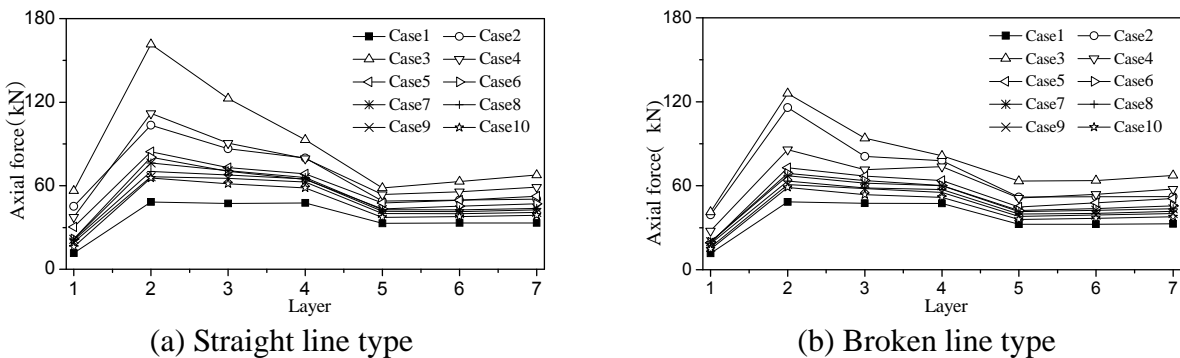 180
120
60
0
Axial force(kN)
Case1 Case2
Case3 Case4
Case5 Case6
Case7 Case8
Case9 Case10
1 2 3 4 5 6 7
Layer
(a) Straight line type
180
120
60
0
Axial force( kN)
Case1 Case2
Case3 Case4
Case5 Case6
Case7 Case8
Case9 Case10
1 2 3 4 5 6 7
Layer
(b) Broken line type